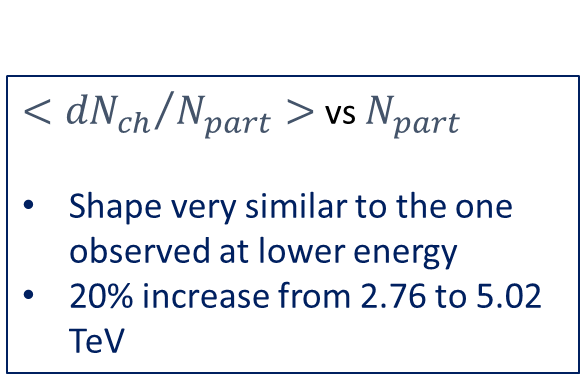 < dN_ch/N_part > vs N_part
• Shape very similar to the one
observed at lower energy
• 20% increase from 2.76 to 5.02
TeV